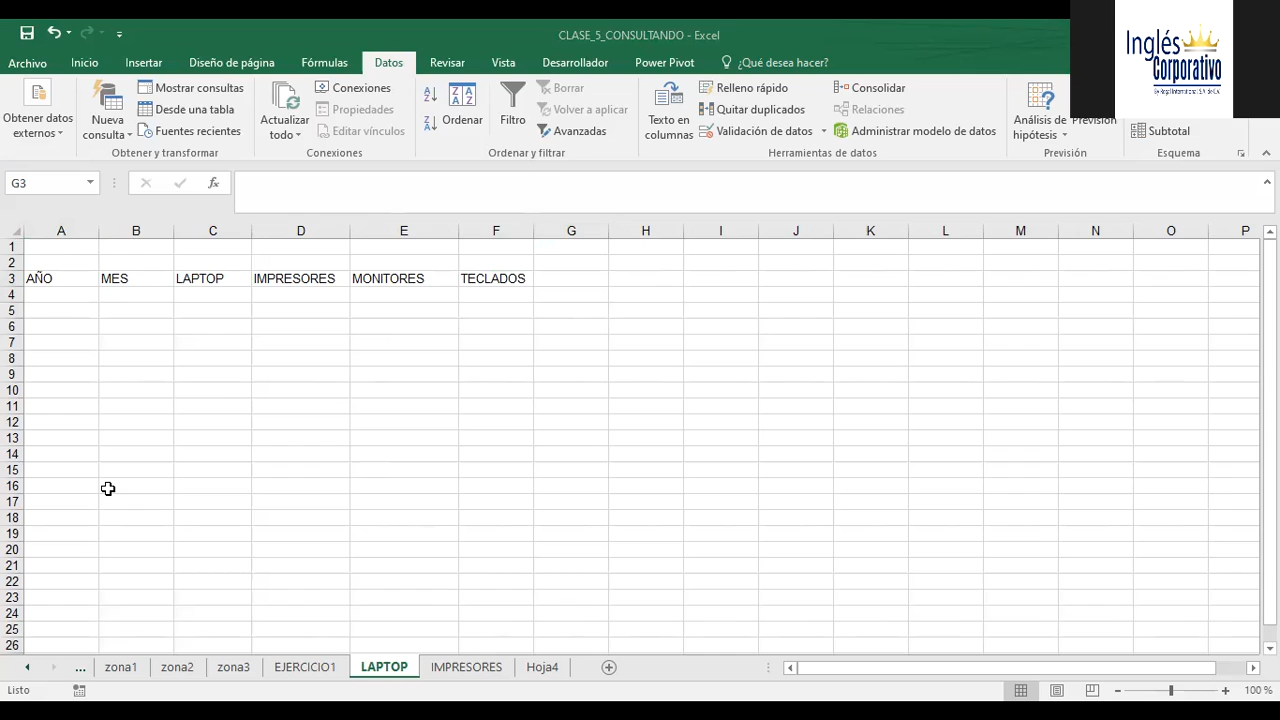 CLASE_5_CONSULTANDO - Excel
Inglés
Corporativo
Archivo Inicio Insertar Diseño de página Fórmulas Datos Revisar Vista Desarrollador Power Pivot ¿Qué desea hacer?
Obtener datos
externos
Nueva
consulta
Mostrar consultas
Desde una tabla
Fuentes recientes
Obtener y transformar
Actualizar
todo
Conexiones
Propiedades
Editar vínculos
Conexiones
Ordenar
Filtro
Borrar
Volver a aplicar
Avanzadas
Ordenar y filtrar
Texto en
columnas
Relleno rápido
Quitar duplicados
Validación de datos
Consolidar
Relaciones
Administrar modelo de datos
Herramientas de datos
Análisis de
hipótesis
Previsión
Previsión
Subtotal
Esquema
G3
fx
A B C D E F G H I J K L M N O P
1
2
3 AÑO MES LAPTOP IMPRESORES MONITORES TECLADOS
4
5
6
7
8
9
10
11
12
13
14
15
16
17
18
19
20
21
22
23
24
25
26
... zona1 zona2 zona3 EJERCICIO1 LAPTOP IMPRESORES Hoja4
Listo
100 %